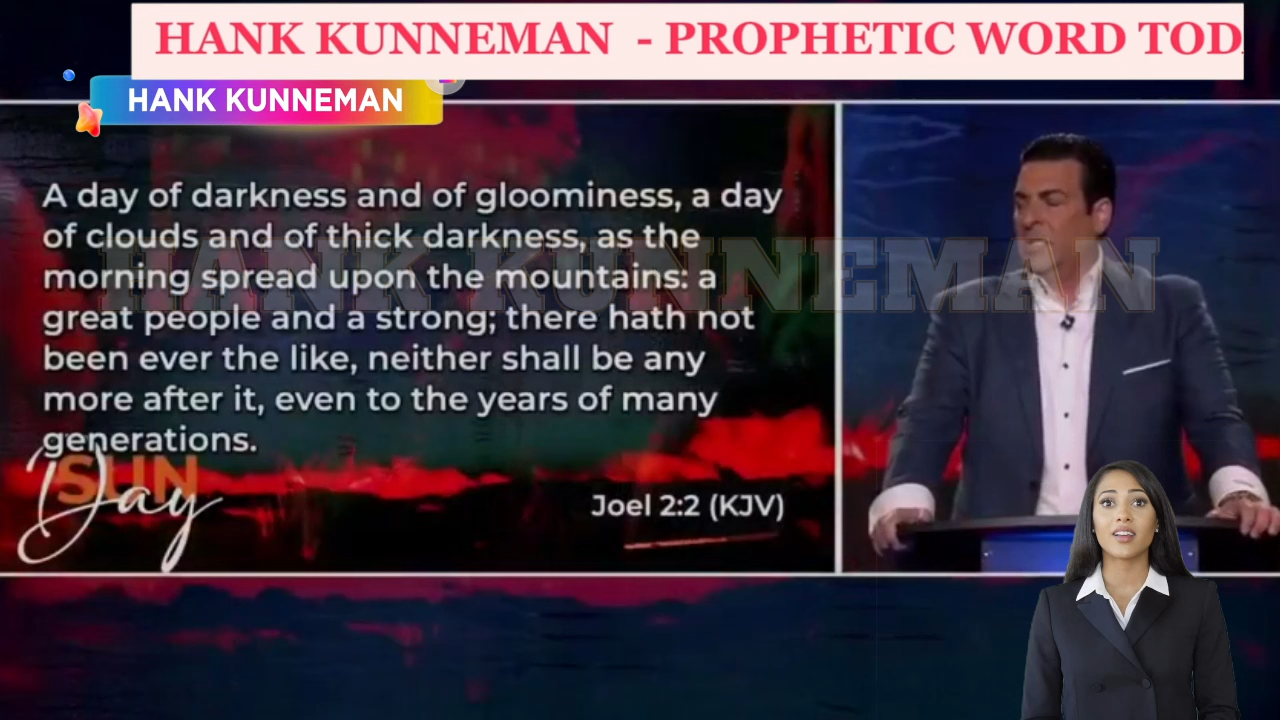 HANK KUNNEMAN - PROPHETIC WORD TOD
HANK KUNNEMAN
A day of darkness and of gloominess, a day
of clouds and of thick darkness, as the
morning spread upon the mountains: a
great people and a strong; there hath not
been ever the like, neither shall be any
more after it, even to the years of many
generations.
HANK KUNNEMAN
SUN
Day
Joel 2:2 (KJV)